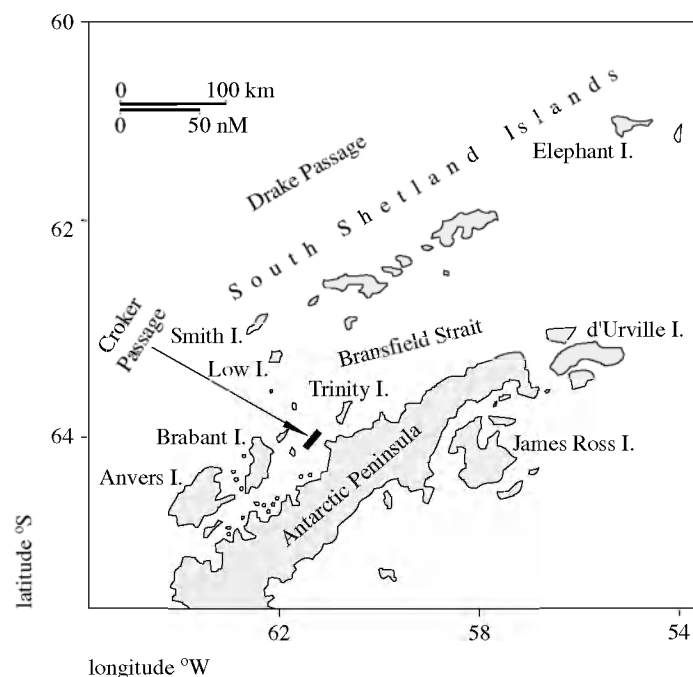 60
0 100 km
0 50 nM
Drake Passage
South Shetland Islands
Elephant I.
62
Croker
Passage
Smith I.
Low I.
Bransfield Strait
d'Urville I.
Trinity I.
64
Brabant I.
James Ross I.
Anvers I.
Antarctic Peninsula
latitude °S
62 58 54
longitude °W